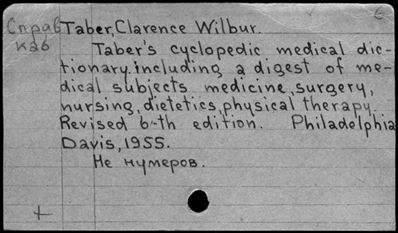 Справ Taber, Clarence Wilbur.
каб Taber's cyclopedic medical dic-
tionary, including a digest of me-
dical subjects medicine, surgery,
nursing, dietetics, physical therapy.
Revised 6-th edition. Philadelphia
Davis, 1955.
Не нумеров.
+